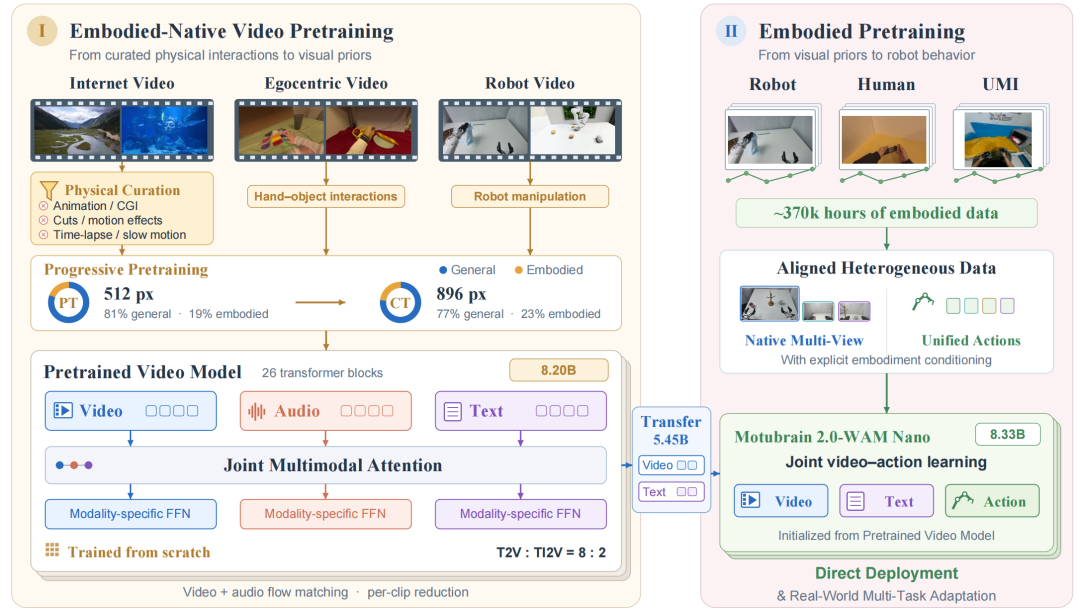 I
Embodied-Native Video Pretraining
From curated physical interactions to visual priors
Internet Video
Egocentric Video
Robot Video
Physical Curation
Animation / CGI
Cuts / motion effects
Time-lapse / slow motion
Hand–object interactions
Robot manipulation
Progressive Pretraining
General
Embodied
PT
512 px
81% general · 19% embodied
CT
896 px
77% general · 23% embodied
Pretrained Video Model
26 transformer blocks
8.20B
Video
Audio
Text
Joint Multimodal Attention
Modality-specific FFN
Modality-specific FFN
Modality-specific FFN
Trained from scratch
T2V : TI2V = 8 : 2
Video + audio flow matching · per-clip reduction
Transfer
5.45B
Video
Text
II
Embodied Pretraining
From visual priors to robot behavior
Robot
Human
UMI
~370k hours of embodied data
Aligned Heterogeneous Data
Native Multi-View
Unified Actions
With explicit embodiment conditioning
Motubrain 2.0-WAM Nano
8.33B
Joint video–action learning
Video
Text
Action
Initialized from Pretrained Video Model
Direct Deployment
& Real-World Multi-Task Adaptation